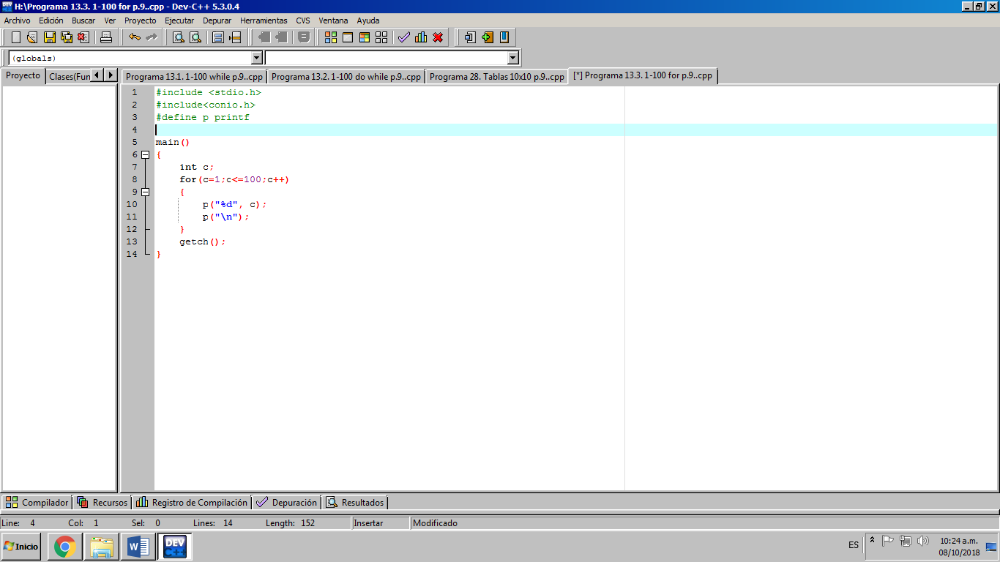 H:\Programa 13.3. 1-100 for p.9..cpp - Dev-C++ 5.3.0.4
Archivo Edición Buscar Ver Proyecto Ejecutar Depurar Herramientas CVS Ventana Ayuda
(globals)
Proyecto Clases(Fun Programa 13.1. 1-100 while p.9..cpp Programa 13.2. 1-100 do while p.9..cpp Programa 28. Tablas 10x10 p.9..cpp [*] Programa 13.3. 1-100 for p.9..cpp
1 #include <stdio.h>
2 #include<conio.h>
3 #define p printf
4
5 main()
6 {
7 int c;
8 for(c=1;c<=100;c++)
9 {
10 p("%d", c);
11 p("\n");
12 }
13 getch();
14 }
Compilador Recursos Registro de Compilación Depuración Resultados
Line: 4 Col: 1 Sel: 0 Lines: 14 Length: 152 Insertar Modificado
Inicio DEV C++ ES 10:24 a.m.
08/10/2018